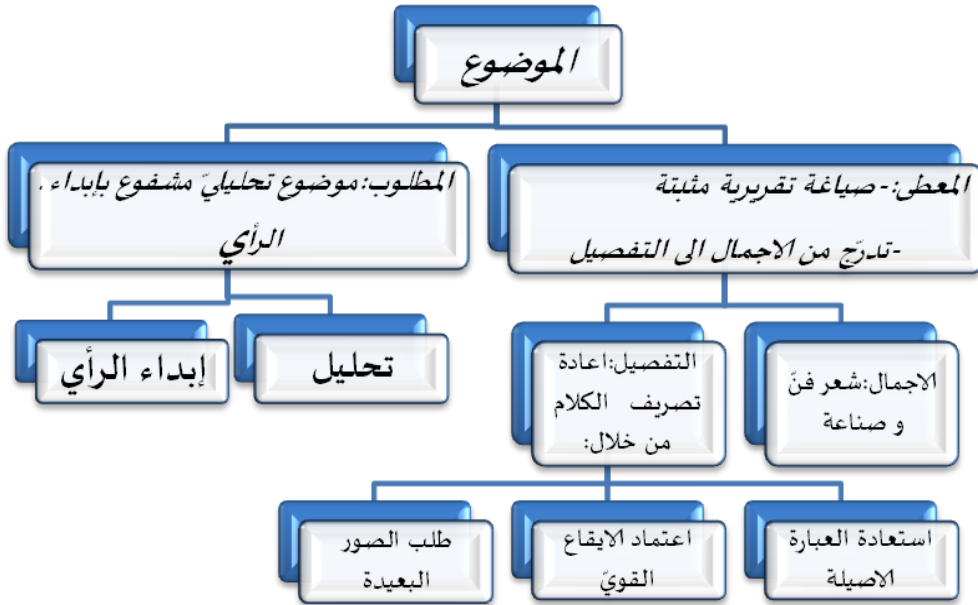 الموضوع
المعطى:-صياغة تقريرية مثبتة
-تدرّج من الاجمال الى التفصيل
المطلوب:موضوع تحليليّ مشفوع بإبداء .
الرأي
الاجمال:شعر فنّ
و صناعة
التفصيل:اعادة
تصريف الكلام
من خلال:
تحليل
إبداء الرأي
استعادة العبارة
الاصيلة
اعتماد الايقاع
القويّ
طلب الصور
البعيدة